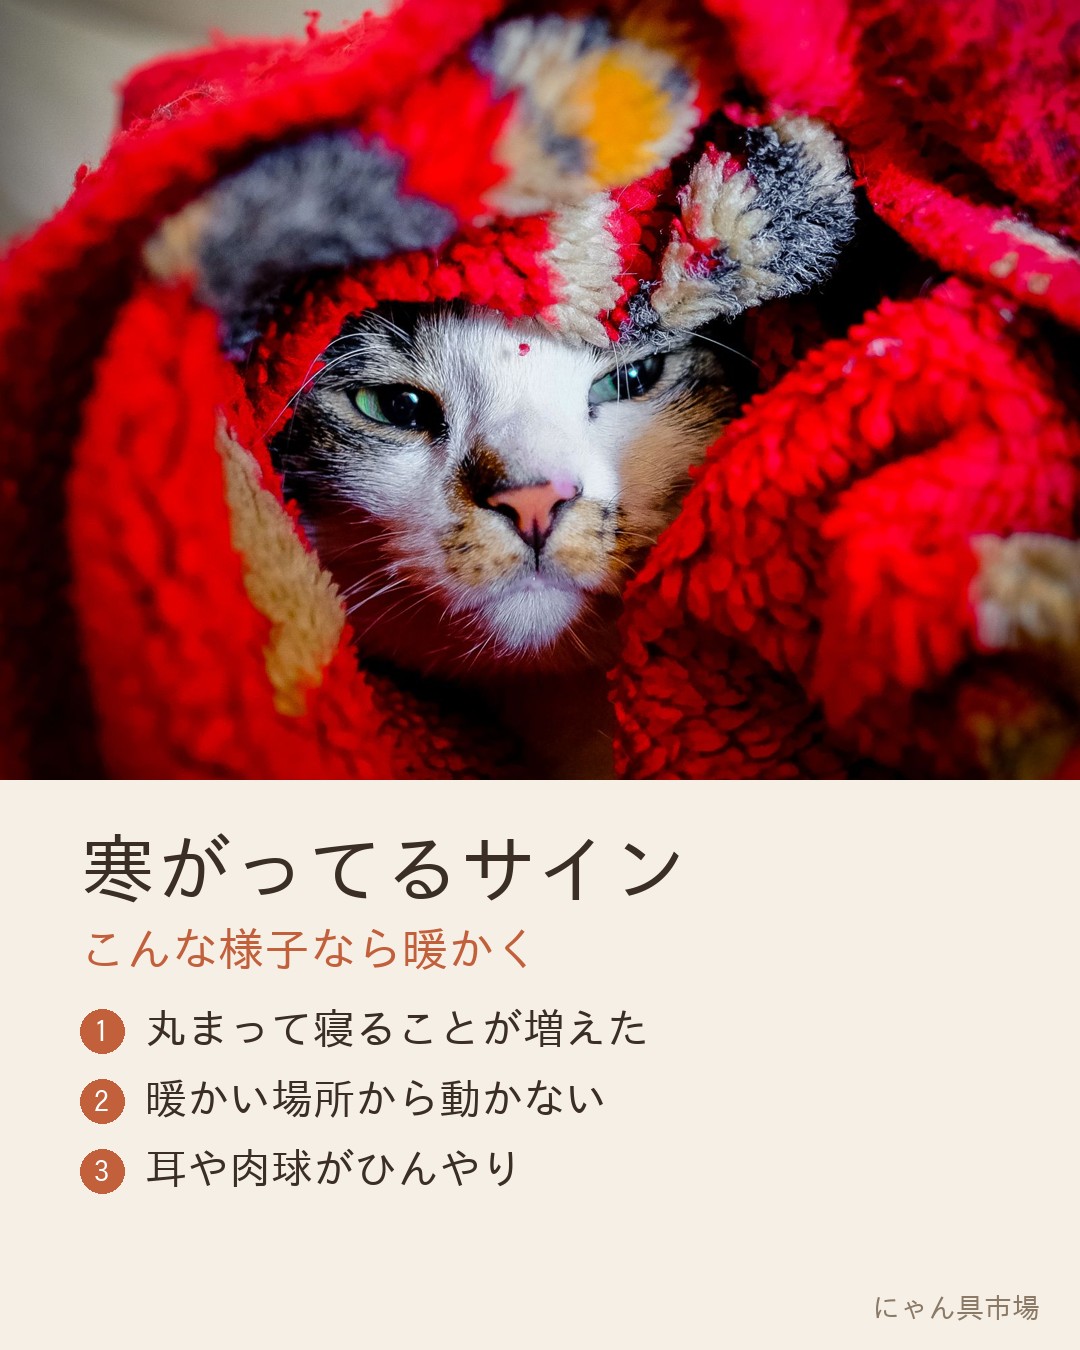 寒がってるサイン
こんな様子なら暖かく
1 丸まって寝ることが増えた
2 暖かい場所から動かない
3 耳や肉球がひんやり
にゃん具市場